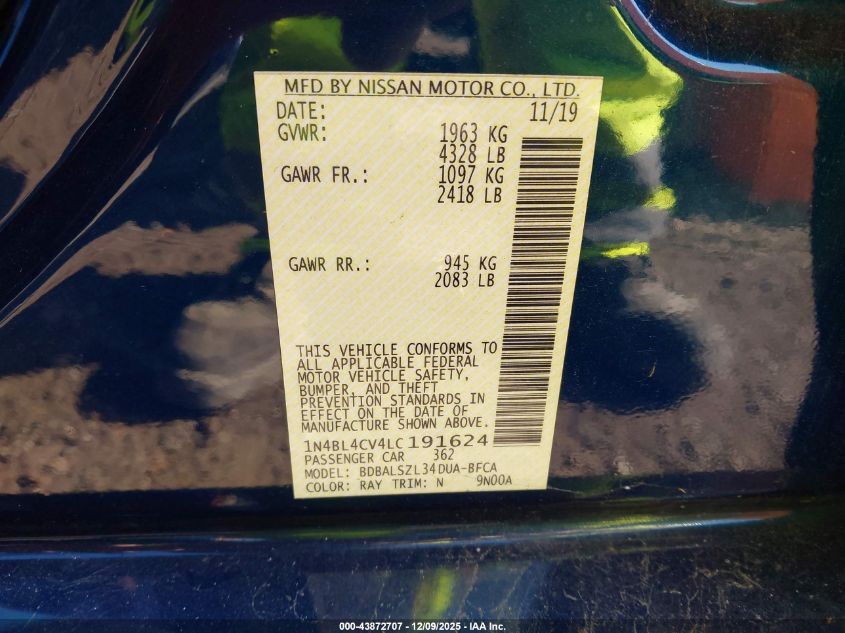 MFD BY NISSAN MOTOR CO., LTD.
DATE: 11/19
GVWR: 1963 KG
4328 LB
GAWR FR.: 1097 KG
2418 LB
GAWR RR.: 945 KG
2083 LB
THIS VEHICLE CONFORMS TO
ALL APPLICABLE FEDERAL
MOTOR VEHICLE SAFETY,
BUMPER, AND THEFT
PREVENTION STANDARDS IN
EFFECT ON THE DATE OF
MANUFACTURE SHOWN ABOVE.
1N4BL4CV4LC191624
PASSENGER CAR 362
MODEL: BDBALSZL34DUA-BFCA
COLOR: RAY TRIM: N 9N00A
000-43872707 - 12/09/2025 - IAA Inc.